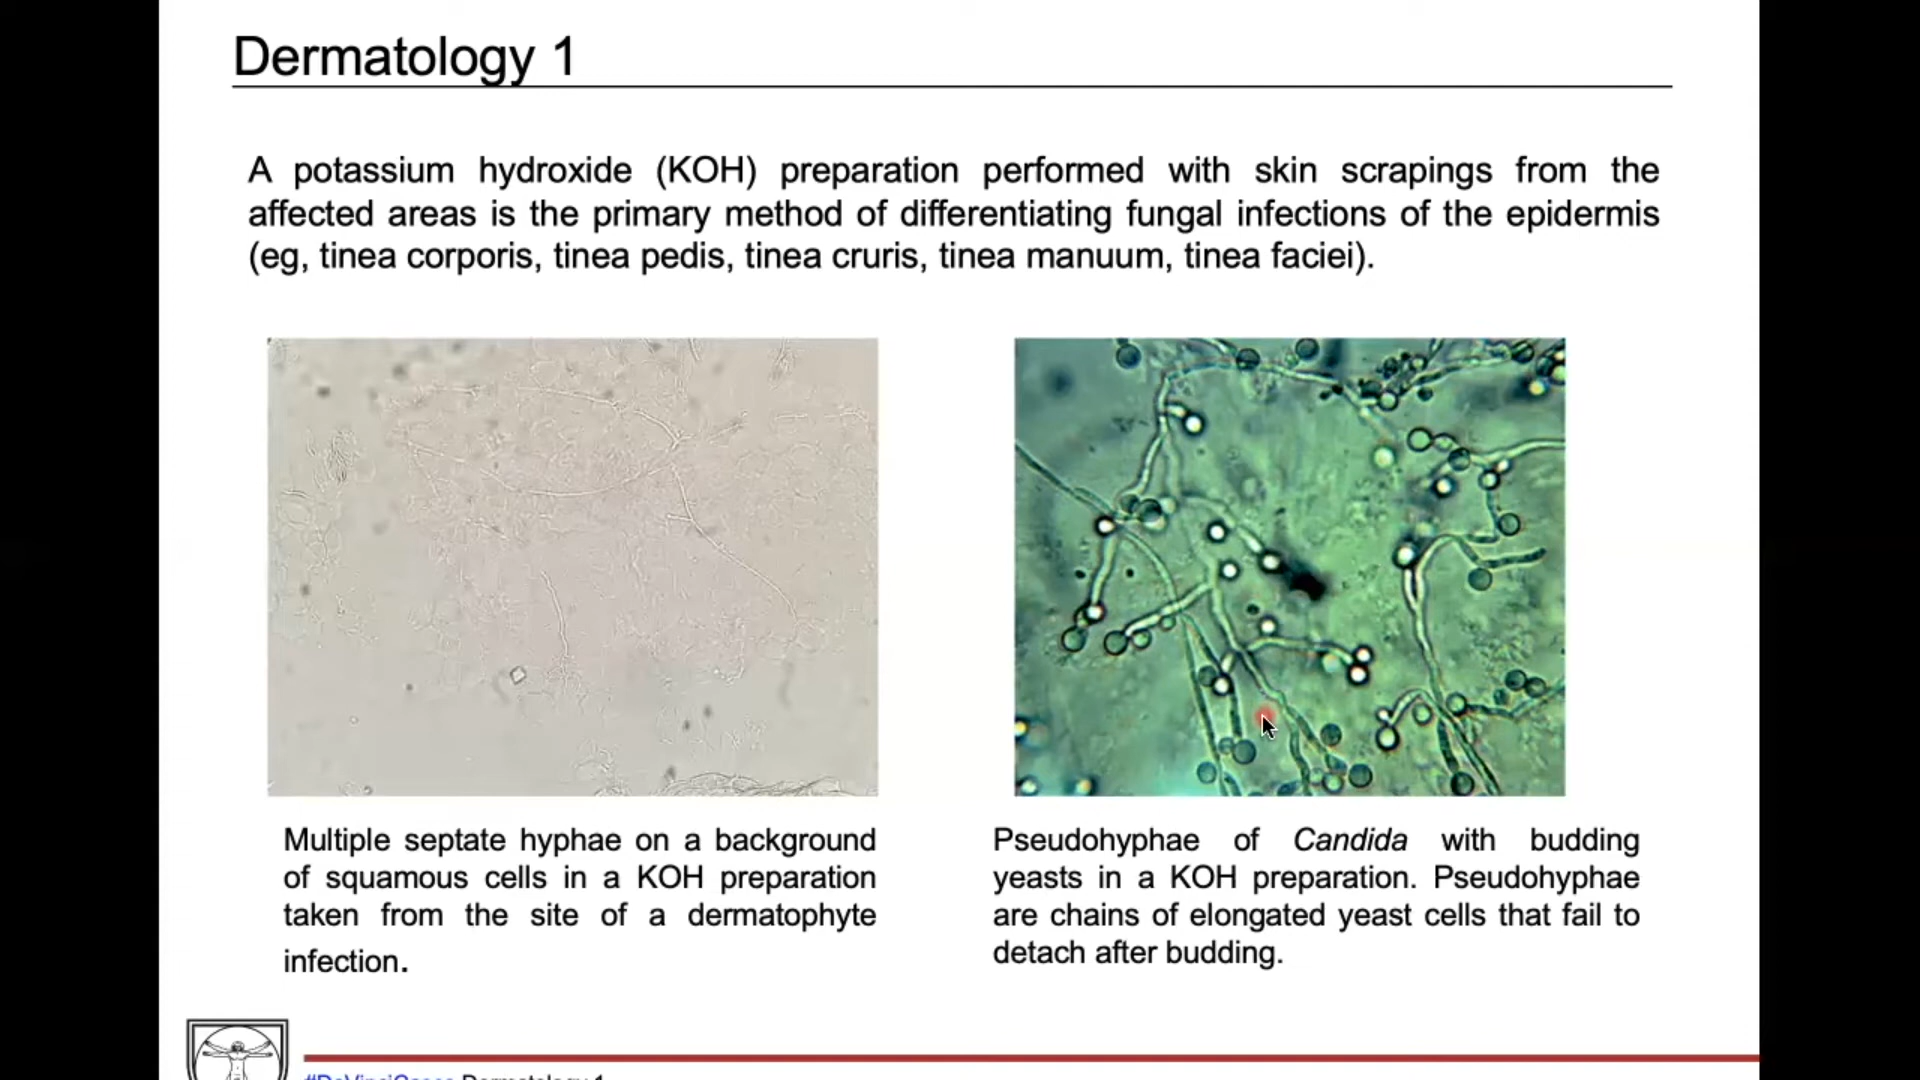 Dermatology 1
A potassium hydroxide (KOH) preparation performed with skin scrapings from the
affected areas is the primary method of differentiating fungal infections of the epidermis
(eg, tinea corporis, tinea pedis, tinea cruris, tinea manuum, tinea faciei).
Multiple septate hyphae on a background
of squamous cells in a KOH preparation
taken from the site of a dermatophyte
infection.
Pseudohyphae of Candida with budding
yeasts in a KOH preparation. Pseudohyphae
are chains of elongated yeast cells that fail to
detach after budding.
#DaVinciCases Dermatology 1